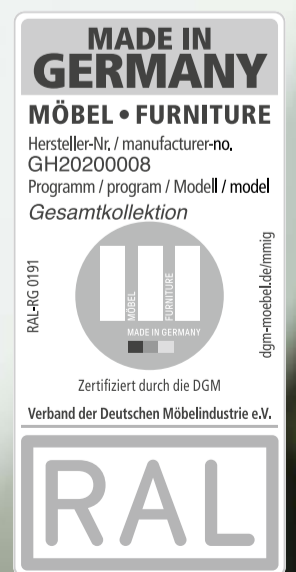 MADE IN
GERMANY
MÖBEL • FURNITURE
Hersteller-Nr. / manufacturer-no.
GH20200008
Programm / program / Modell / model
Gesamtkollektion
RAL-RG 0191
MÖBEL
FURNITURE
MADE IN GERMANY
dgm-moebel.de/mmig
Zertifiziert durch die DGM
Verband der Deutschen Möbelindustrie e.V.
RAL